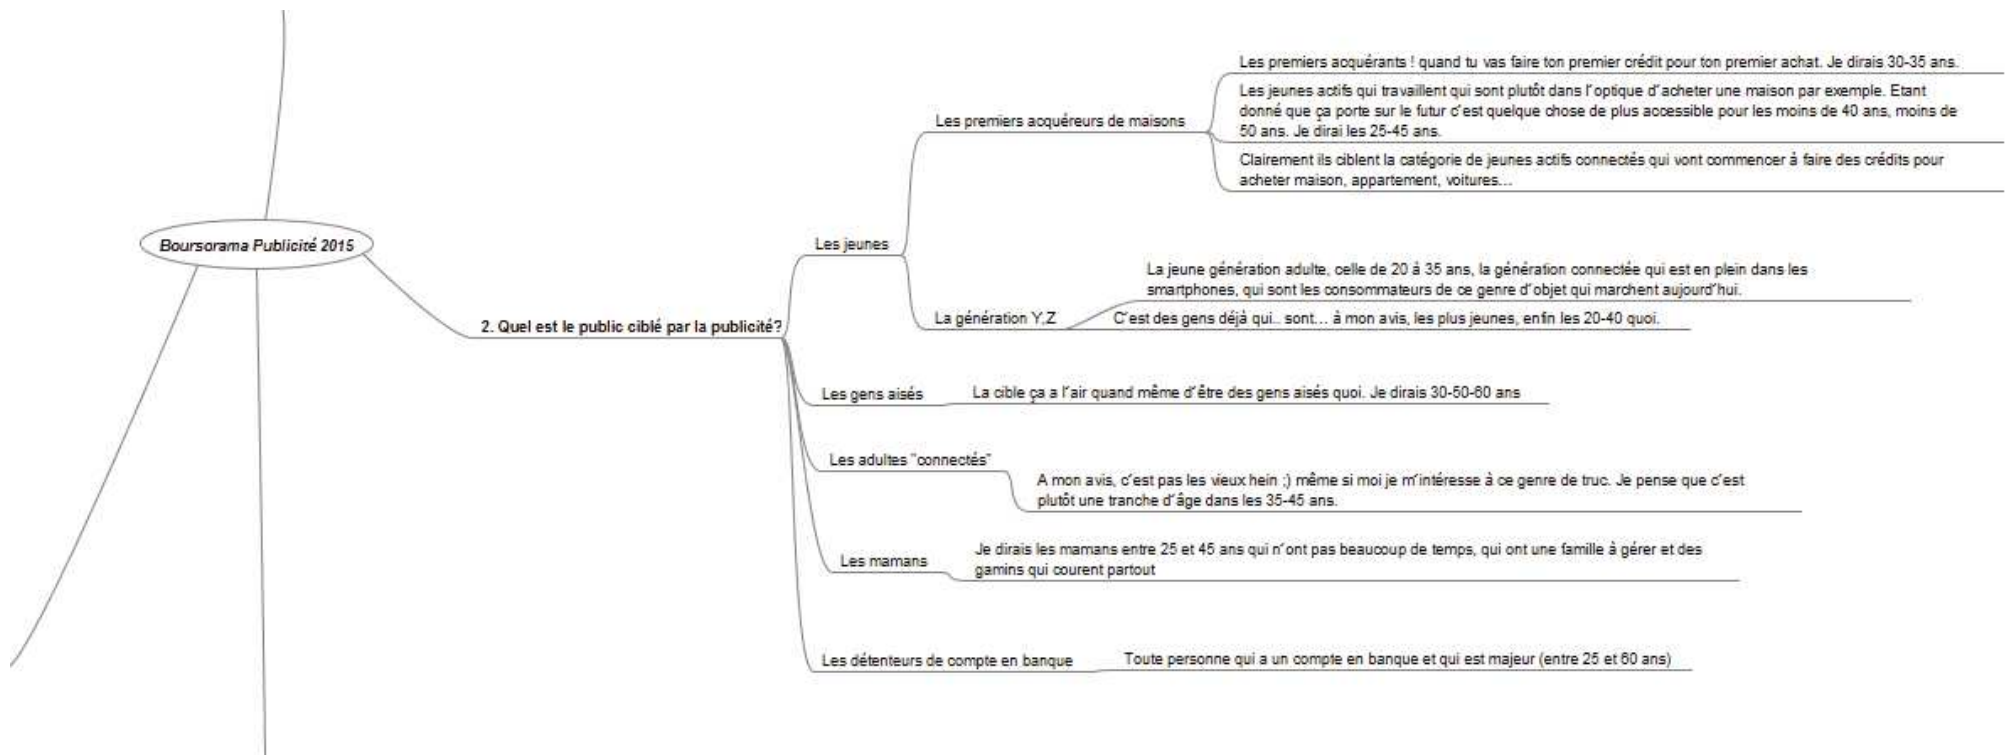 Boursorama Publicité 2015
2. Quel est le public ciblé par la publicité?
Les jeunes
Les premiers acquéreurs de maisons
Les premiers acquérants ! quand tu vas faire ton premier crédit pour ton premier achat. Je dirais 30-35 ans.
Les jeunes actifs qui travaillent qui sont plutôt dans l'optique d'acheter une maison par exemple. Etant
donné que ça porte sur le futur c'est quelque chose de plus accessible pour les moins de 40 ans, moins de
50 ans. Je dirai les 25-45 ans.
Clairement ils ciblent la catégorie de jeunes actifs connectés qui vont commencer à faire des crédits pour
acheter maison, appartement, voitures...
La génération Y,Z
La jeune génération adulte, celle de 20 à 35 ans, la génération connectée qui est en plein dans les
smartphones, qui sont les consommateurs de ce genre d'objet qui marchent aujourd'hui.
C'est des gens déjà qui.. sont... à mon avis, les plus jeunes, enfin les 20-40 quoi.
Les gens aisés
La cible ça a l'air quand même d'être des gens aisés quoi. Je dirais 30-50-60 ans
Les adultes "connectés"
A mon avis, c'est pas les vieux hein ;) même si moi je m'intéresse à ce genre de truc. Je pense que c'est
plutôt une tranche d'âge dans les 35-45 ans.
Les mamans
Je dirais les mamans entre 25 et 45 ans qui n'ont pas beaucoup de temps, qui ont une famille à gérer et des
gamins qui courent partout
Les détenteurs de compte en banque
Toute personne qui a un compte en banque et qui est majeur (entre 25 et 60 ans)